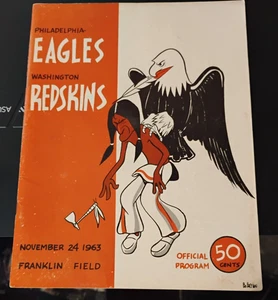 PHILADELPHIA
EAGLES
WASHINGTON
REDSKINS
NOVEMBER 24 1963
FRANKLIN FIELD
OFFICIAL
PROGRAM
50
CENTS